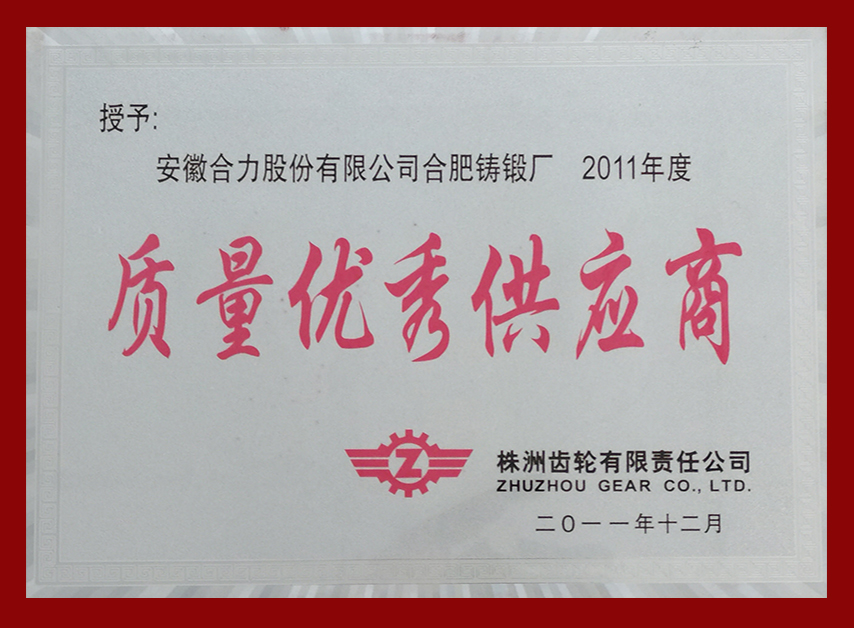 授予:
安徽合力股份有限公司合肥铸锻厂 2011年度
质量优秀供应商
Z
株洲齿轮有限责任公司
ZHUZHOU GEAR CO., LTD.
二〇一一年十二月